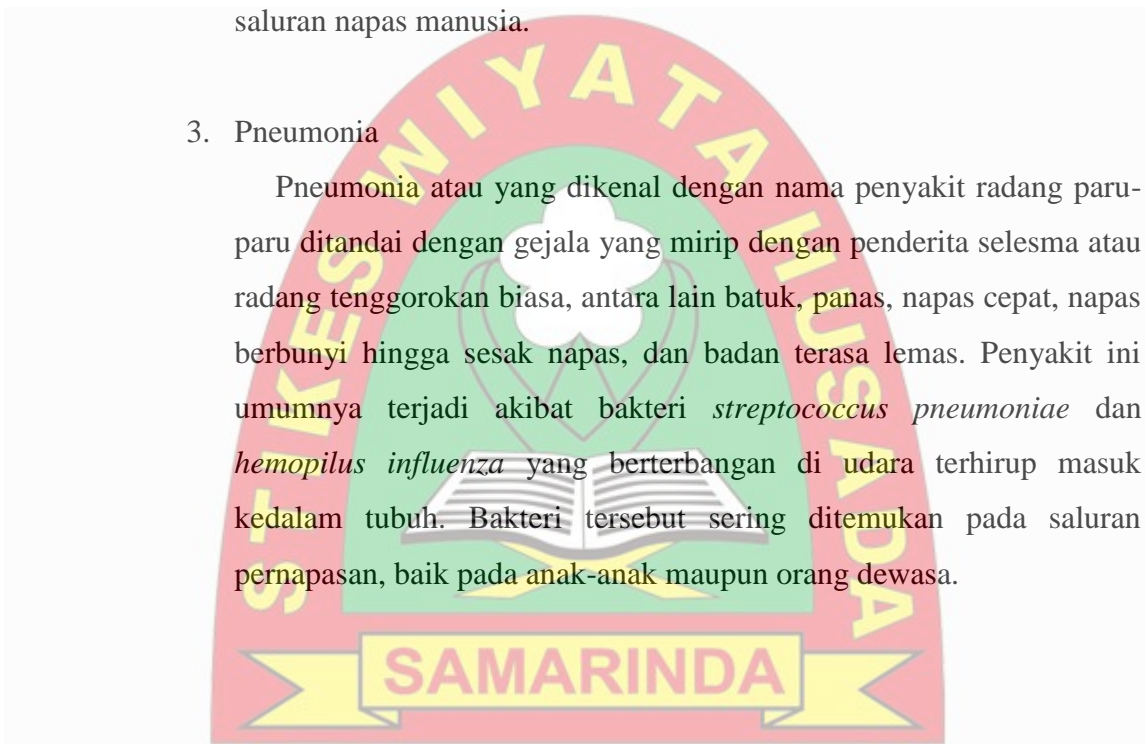 saluran napas manusia.
3. Pneumonia
Pneumonia atau yang dikenal dengan nama penyakit radang paru-
paru ditandai dengan gejala yang mirip dengan penderita selesma atau
radang tenggorokan biasa, antara lain batuk, panas, napas cepat, napas
berbunyi hingga sesak napas, dan badan terasa lemas. Penyakit ini
umumnya terjadi akibat bakteri streptococcus pneumoniae dan
hemopilus influenza yang berterbangan di udara terhirup masuk
kedalam tubuh. Bakteri tersebut sering ditemukan pada saluran
pernapasan, baik pada anak-anak maupun orang dewasa.
STIKES WIYATA HUSADA
SAMARINDA